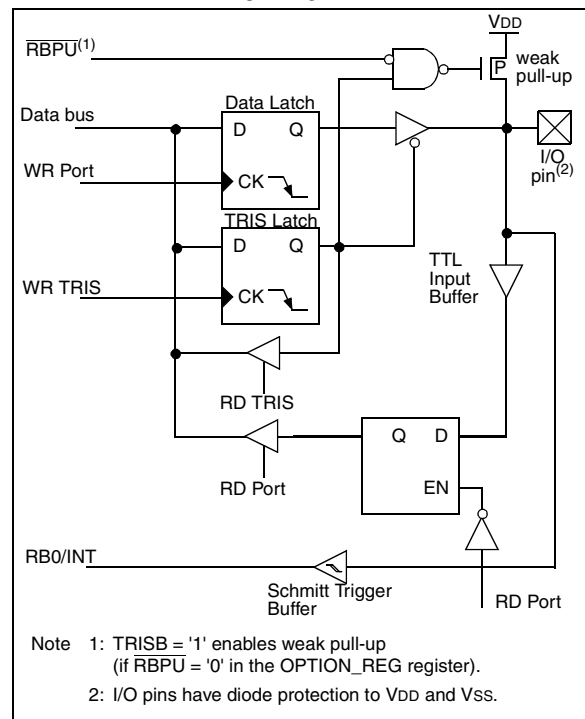 VDD
RBPU(1)
P
weak
pull-up
Data Latch
Data bus
D Q
I/O
pin(2)
WR Port
CK
TRIS Latch
D Q
TTL
Input
Buffer
WR TRIS
CK
RD TRIS
Q D
RD Port
EN
RB0/INT
Schmitt Trigger
Buffer
RD Port
Note 1: TRISB = '1' enables weak pull-up
(if RBPU = '0' in the OPTION_REG register).
2: I/O pins have diode protection to VDD and VSS.